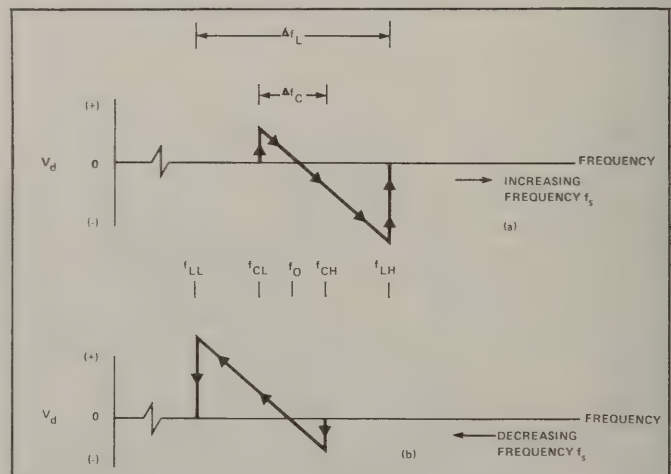 Δf_L
Δf_C
(+)
V_d 0 FREQUENCY
INCREASING
FREQUENCY f_s
(-)
(a)
f_LL f_CL f_O f_CH f_LH
(+)
V_d 0 FREQUENCY
DECREASING
FREQUENCY f_s
(-)
(b)